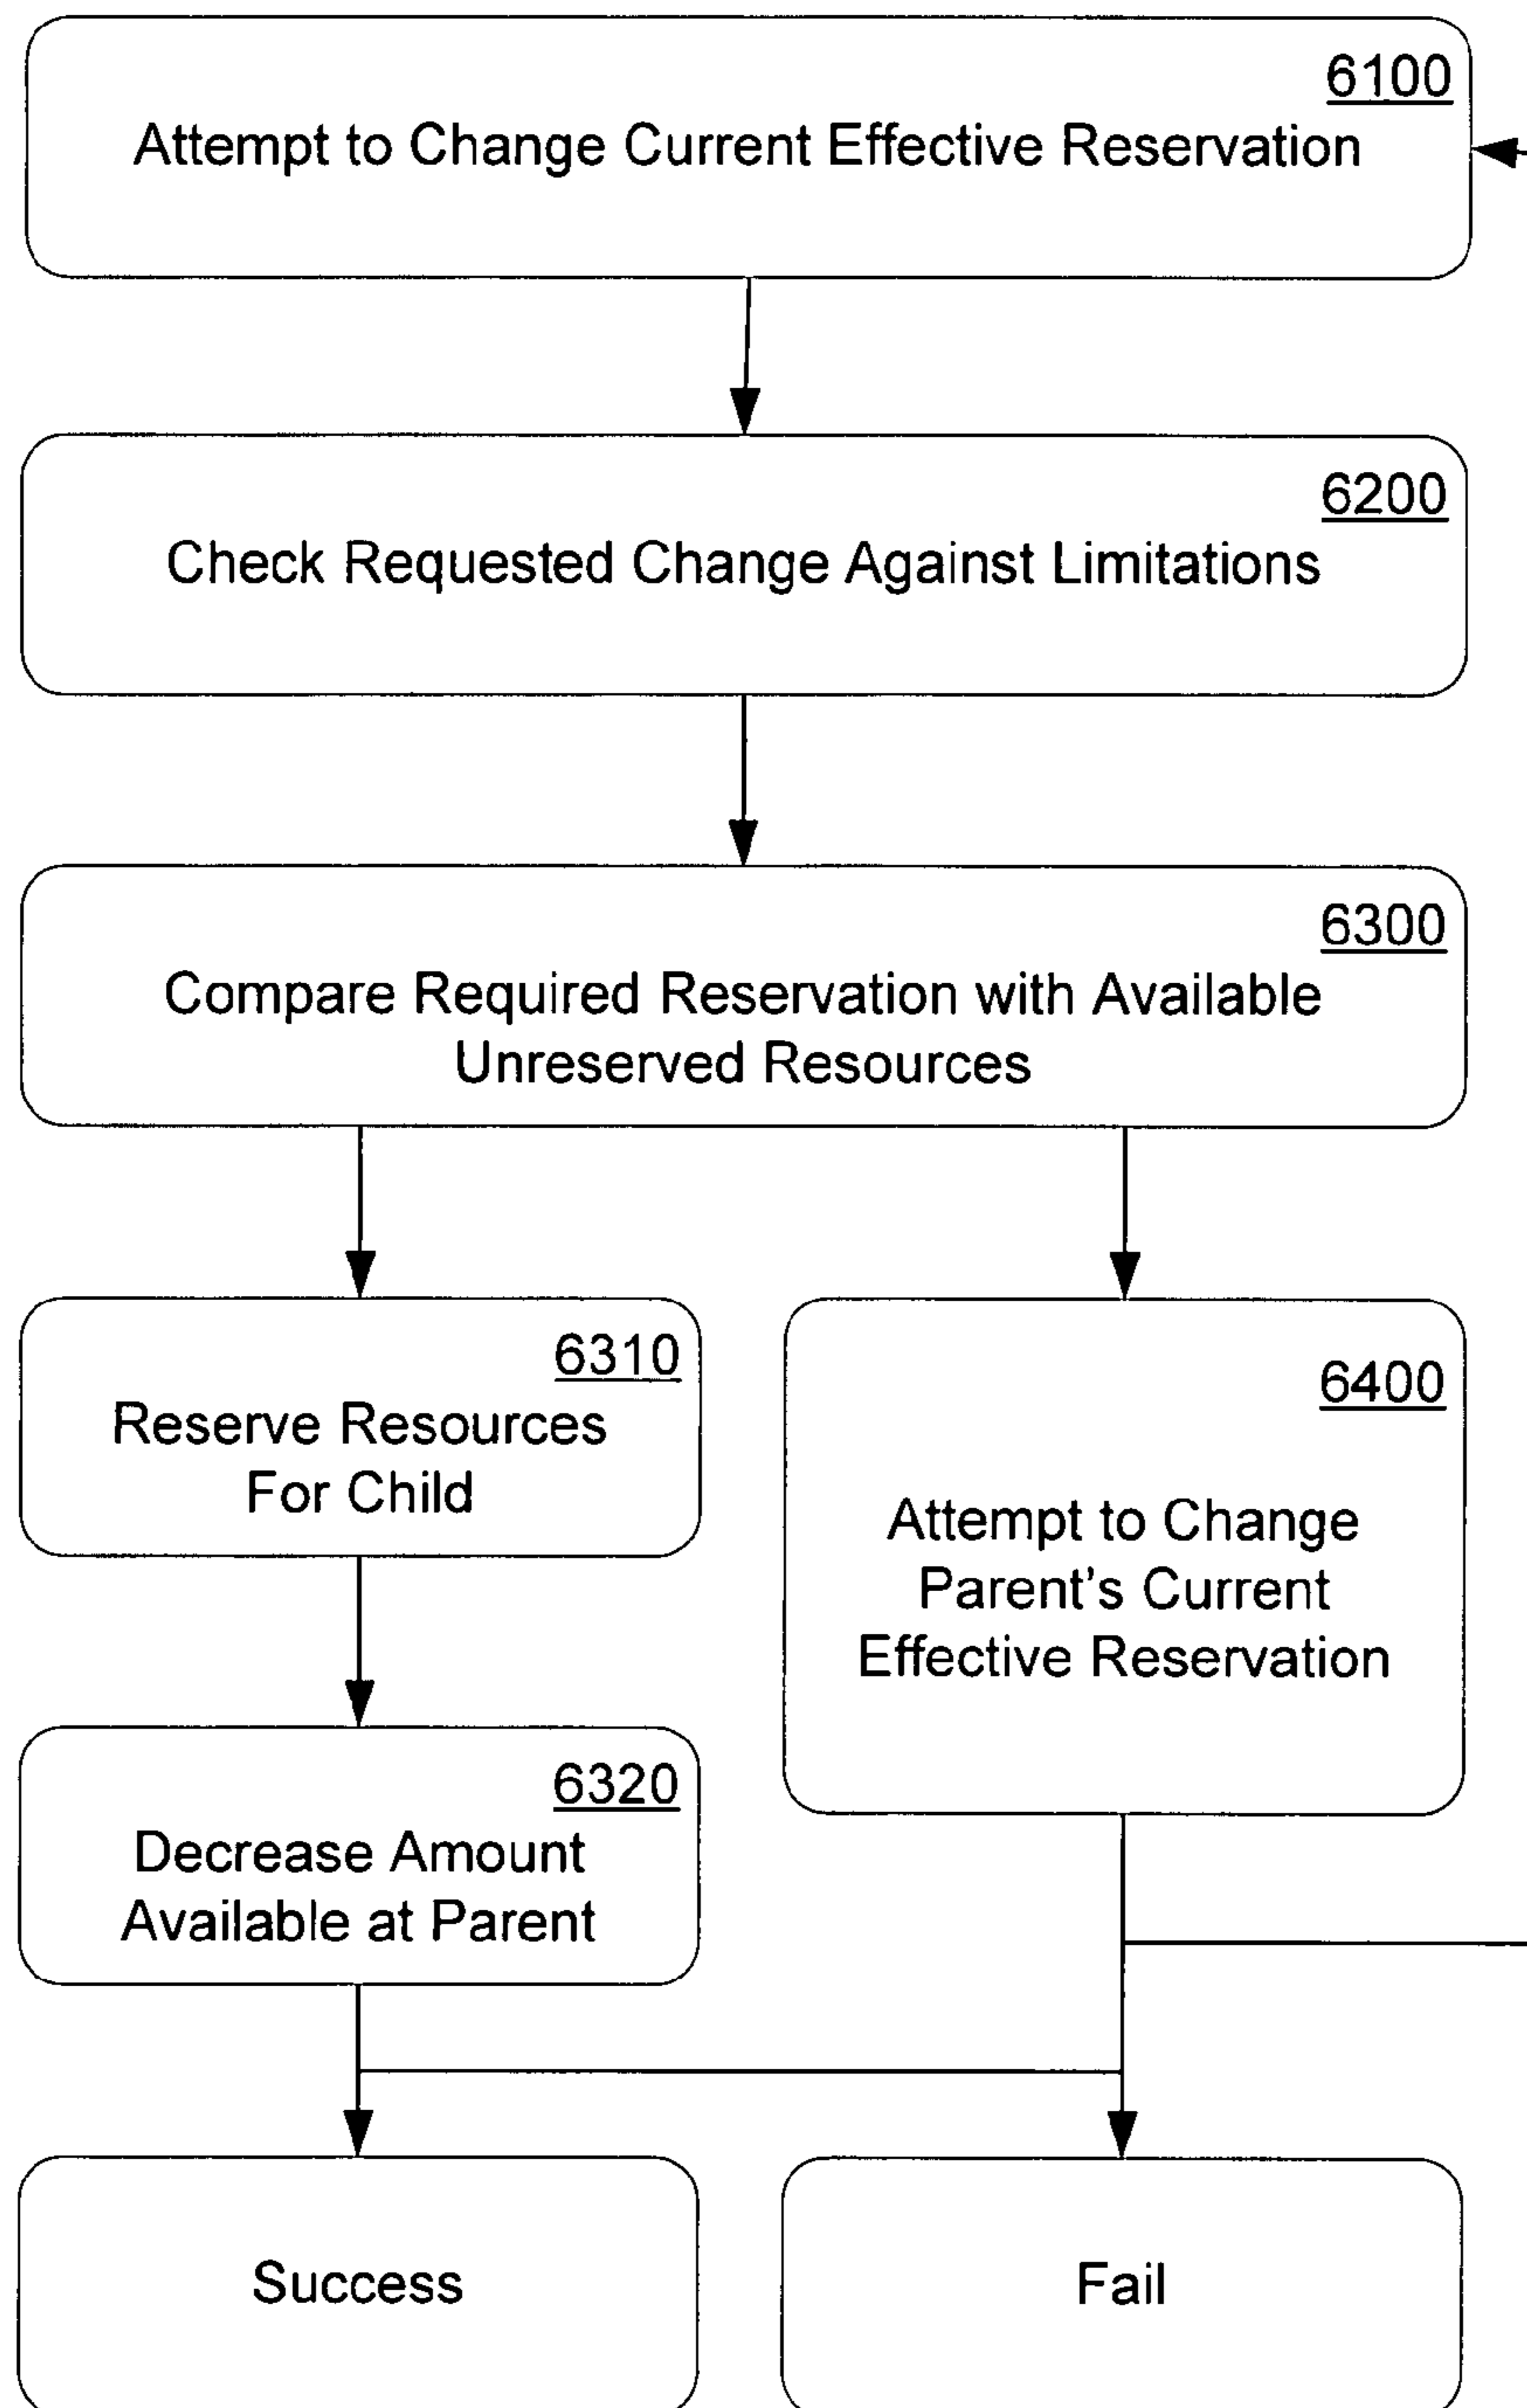 6100
Attempt to Change Current Effective Reservation
6200
Check Requested Change Against Limitations
6300
Compare Required Reservation with Available
Unreserved Resources
6310
Reserve Resources
For Child
6400
Attempt to Change
Parent's Current
Effective Reservation
6320
Decrease Amount
Available at Parent
Success
Fail